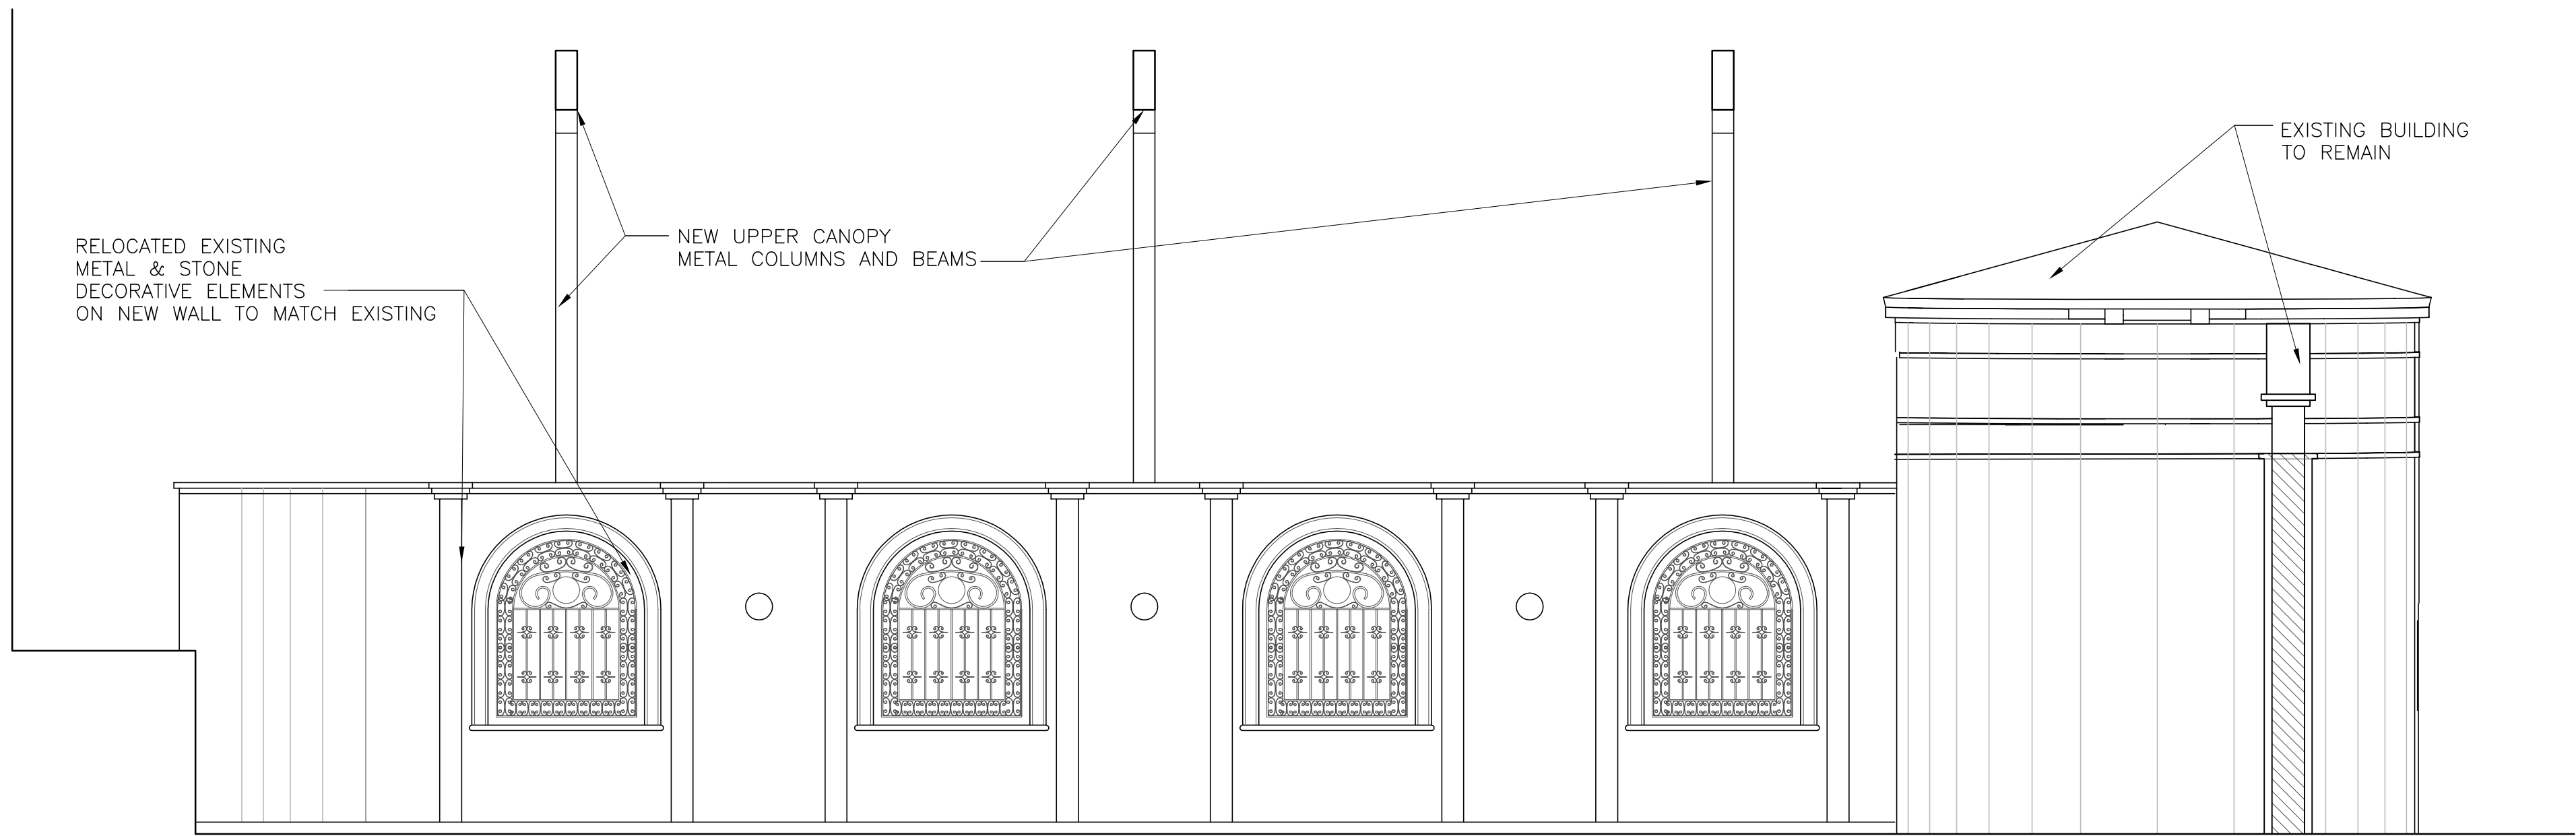 RELOCATED EXISTING
METAL & STONE
DECORATIVE ELEMENTS
ON NEW WALL TO MATCH EXISTING
NEW UPPER CANOPY
METAL COLUMNS AND BEAMS
EXISTING BUILDING
TO REMAIN